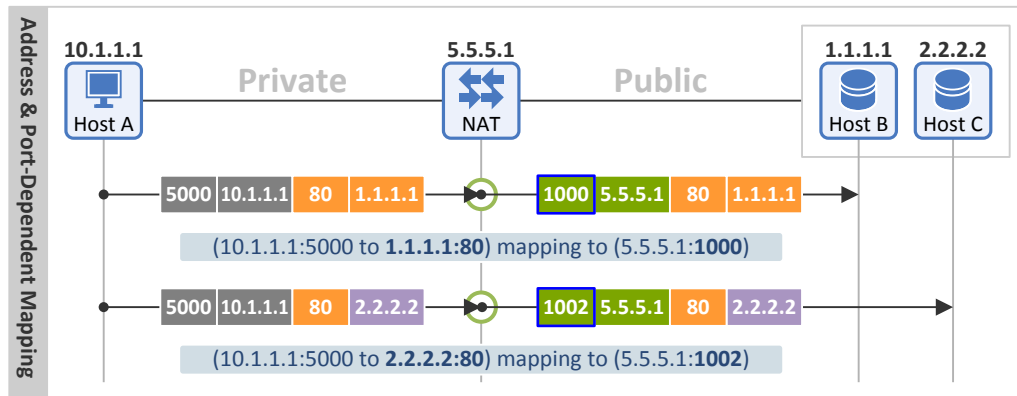 Address & Port-Dependent Mapping
10.1.1.1 5.5.5.1 1.1.1.1 2.2.2.2
Private Public
Host A NAT Host B Host C
5000 10.1.1.1 80 1.1.1.1 1000 5.5.5.1 80 1.1.1.1
(10.1.1.1:5000 to 1.1.1.1:80) mapping to (5.5.5.1:1000)
5000 10.1.1.1 80 2.2.2.2 1002 5.5.5.1 80 2.2.2.2
(10.1.1.1:5000 to 2.2.2.2:80) mapping to (5.5.5.1:1002)